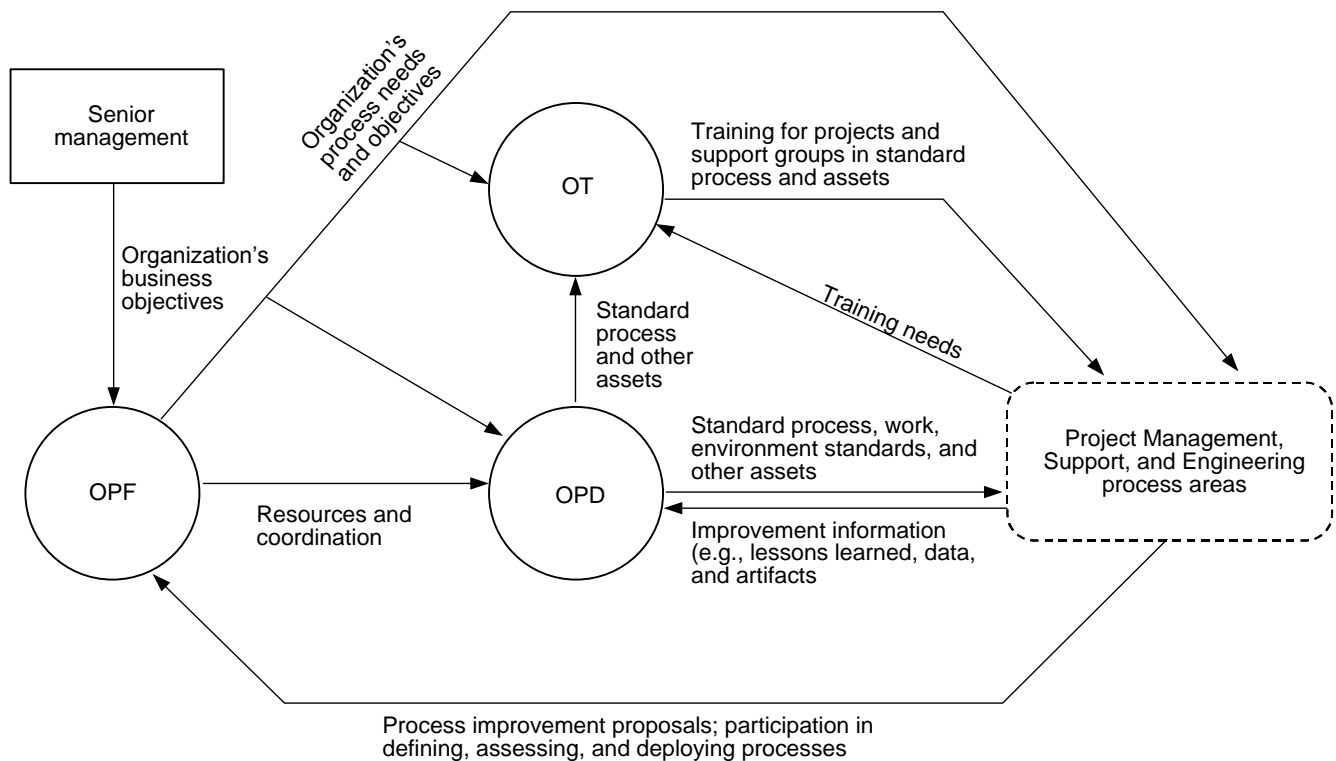 Organization’s
process needs
and objectives
Senior
management
OT
Training for projects and
support groups in standard
process and assets
Organization’s
business
objectives
Training needs
Standard
process
and other
assets
OPF
Resources and
coordination
OPD
Standard process, work,
environment standards, and
other assets
Improvement information
(e.g., lessons learned, data,
and artifacts
Project Management,
Support, and Engineering
process areas
Process improvement proposals; participation in
defining, assessing, and deploying processes